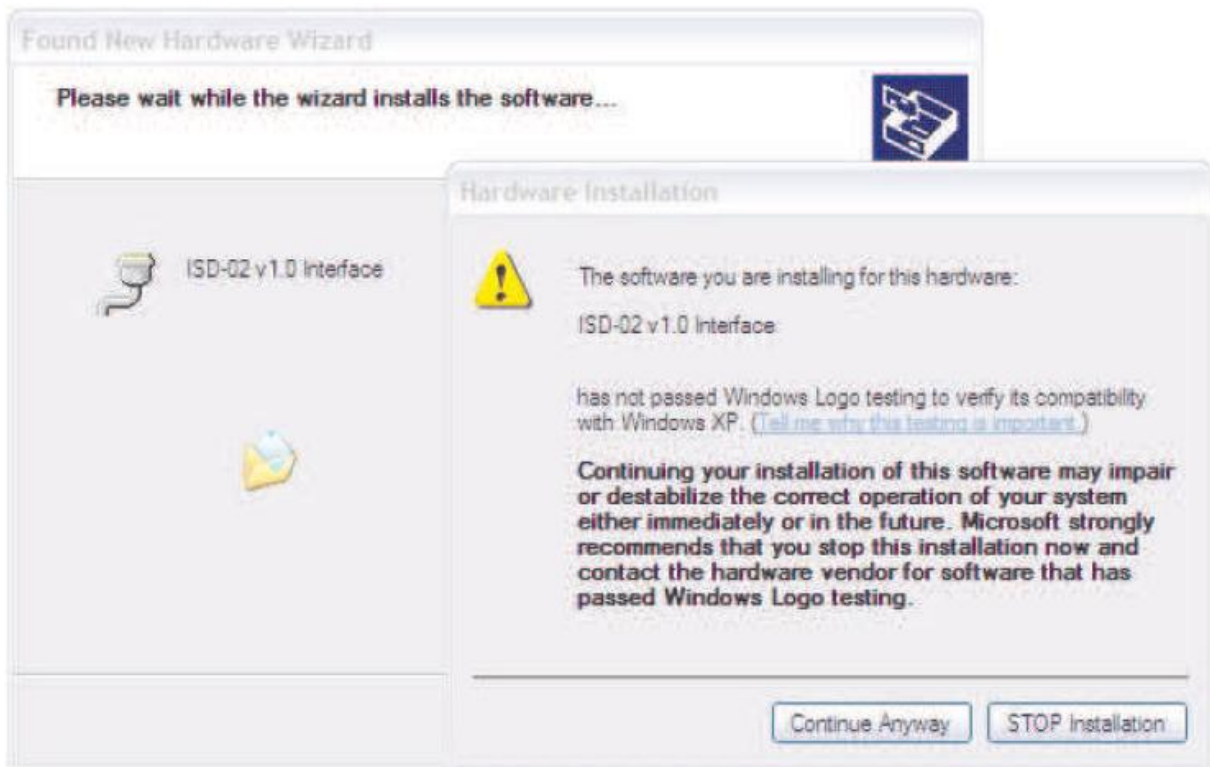 Found New Hardware Wizard
Please wait while the wizard installs the software...
ISD-02 v1.0 Interface
Hardware Installation
The software you are installing for this hardware:
ISD-02 v1.0 Interface
has not passed Windows Logo testing to verify its compatibility
with Windows XP. (Tell me why this testing is important.)
Continuing your installation of this software may impair
or destabilize the correct operation of your system
either immediately or in the future. Microsoft strongly
recommends that you stop this installation now and
contact the hardware vendor for software that has
passed Windows Logo testing.
Continue Anyway
STOP Installation